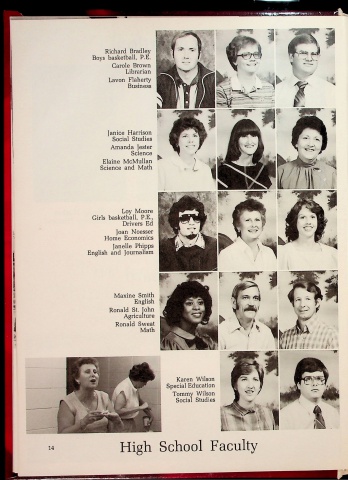 Richard Bradley
Boys basketball, P.E.
Carole Brown
Librarian
Lavon Flaherty
Business
Janice Harrison
Social Studies
Amanda Jester
Science
Elaine McMullan
Science and Math
Loy Moore
Girls basketball, P.E.,
Drivers Ed
Joan Noesser
Home Economics
Janelle Phipps
English and Journalism
Maxine Smith
English
Ronald St. John
Agriculture
Ronald Sweat
Math
Karen Wilson
Special Education
Tommy Wilson
Social Studies
14
High School Faculty